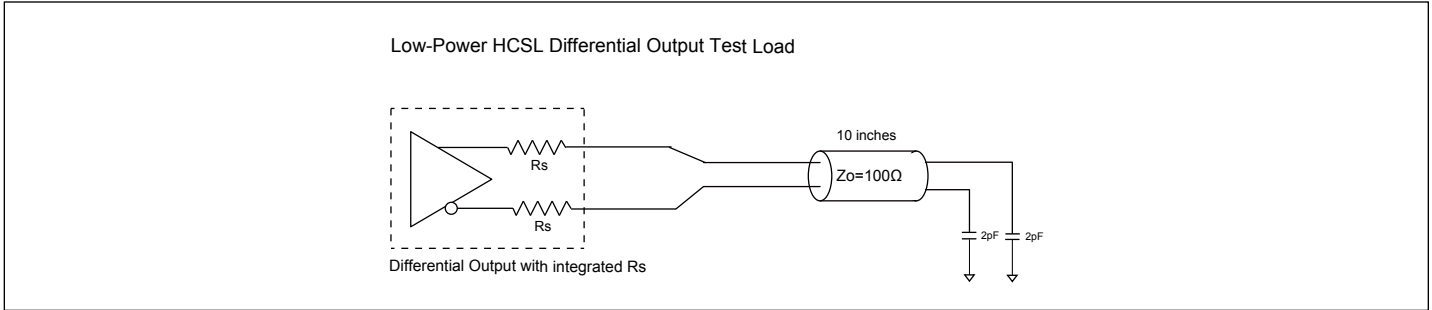 Low-Power HCSL Differential Output Test Load
10 inches
Rs
Zo=100Ω
Rs
2pF
2pF
Differential Output with integrated Rs